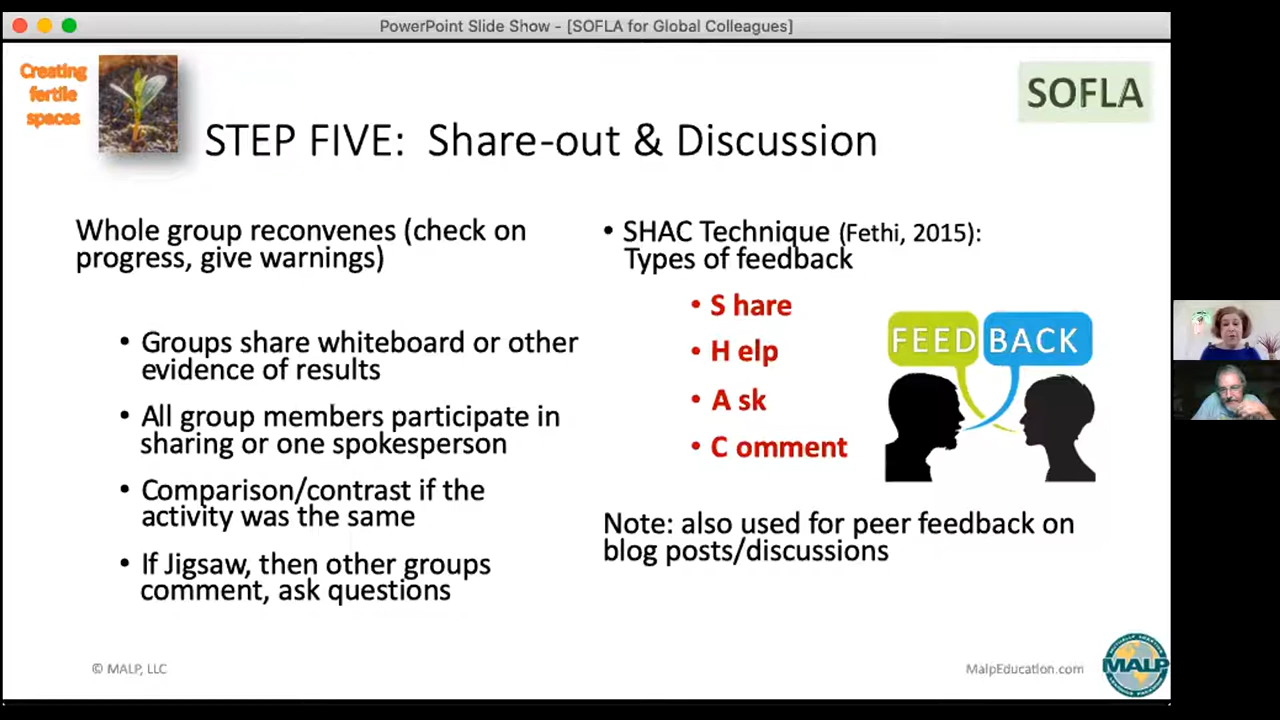 PowerPoint Slide Show - [SOFLA for Global Colleagues]
Creating
fertile
spaces
SOFLA
STEP FIVE: Share-out & Discussion
Whole group reconvenes (check on
progress, give warnings)
• Groups share whiteboard or other
evidence of results
• All group members participate in
sharing or one spokesperson
• Comparison/contrast if the
activity was the same
• If Jigsaw, then other groups
comment, ask questions
• SHAC Technique (Fethi, 2015):
Types of feedback
• S hare
• H elp
• A sk
• C omment
FEED BACK
Note: also used for peer feedback on
blog posts/discussions
© MALP, LLC
MalpEducation.com
MALP